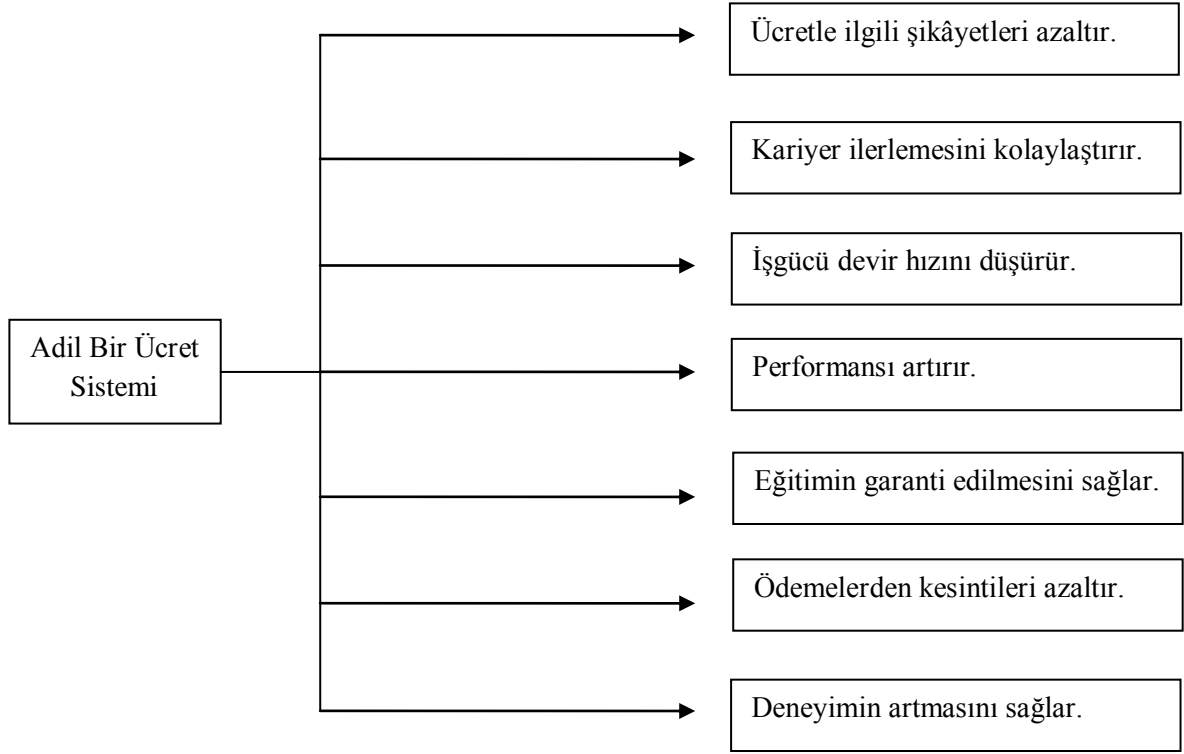 Ücretle ilgili şikâyetleri azaltır.
Kariyer ilerlemesini kolaylaştırır.
İşgücü devir hızını düşürür.
Adil Bir Ücret
Sistemi
Performansı artırır.
Eğitimin garanti edilmesini sağlar.
Ödemelerden kesintileri azaltır.
Deneyimin artmasını sağlar.